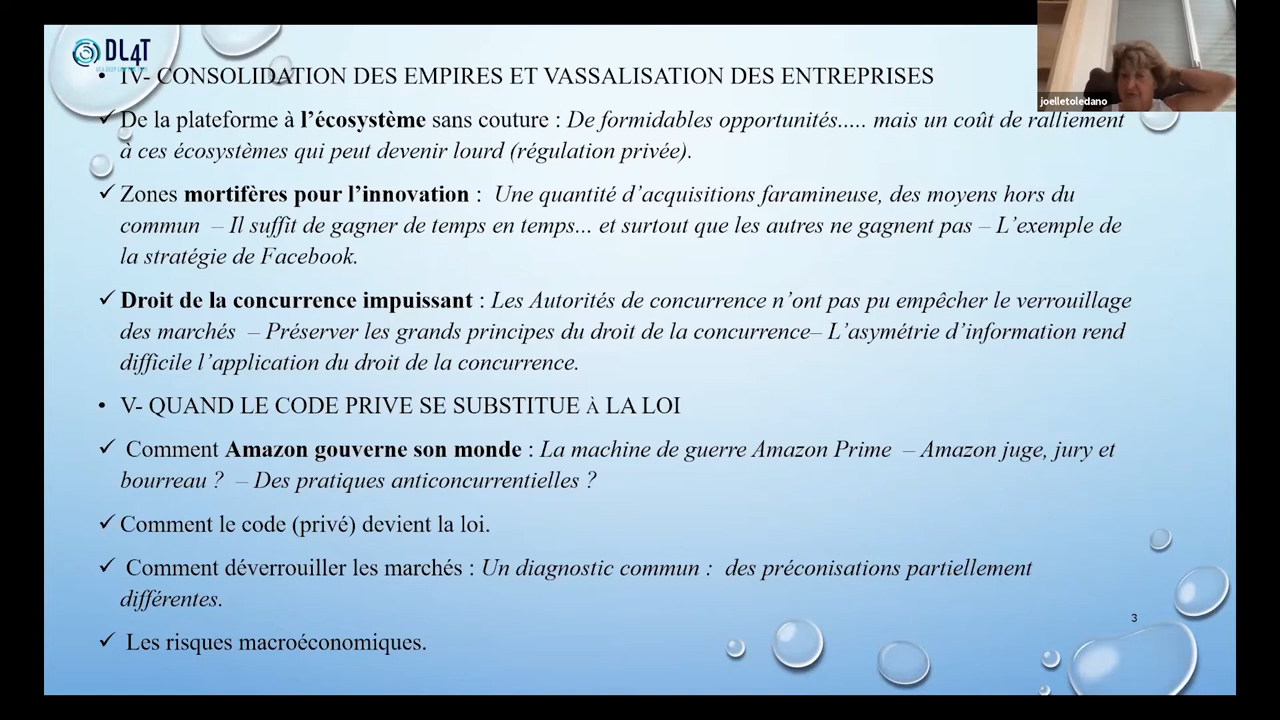 DL4T
• IV- CONSOLIDATION DES EMPIRES ET VASSALISATION DES ENTREPRISES
joelletoledano
✓ De la plateforme à l'écosystème sans couture : De formidables opportunités..... mais un coût de ralliement
à ces écosystèmes qui peut devenir lourd (régulation privée).
✓ Zones mortifères pour l'innovation : Une quantité d'acquisitions faramineuse, des moyens hors du
commun – Il suffit de gagner de temps en temps... et surtout que les autres ne gagnent pas – L'exemple de
la stratégie de Facebook.
✓ Droit de la concurrence impuissant : Les Autorités de concurrence n'ont pas pu empêcher le verrouillage
des marchés – Préserver les grands principes du droit de la concurrence– L'asymétrie d'information rend
difficile l'application du droit de la concurrence.
• V- QUAND LE CODE PRIVE SE SUBSTITUE À LA LOI
✓ Comment Amazon gouverne son monde : La machine de guerre Amazon Prime – Amazon juge, jury et
bourreau ? – Des pratiques anticoncurrentielles ?
✓ Comment le code (privé) devient la loi.
✓ Comment déverrouiller les marchés : Un diagnostic commun : des préconisations partiellement
différentes.
3
✓ Les risques macroéconomiques.